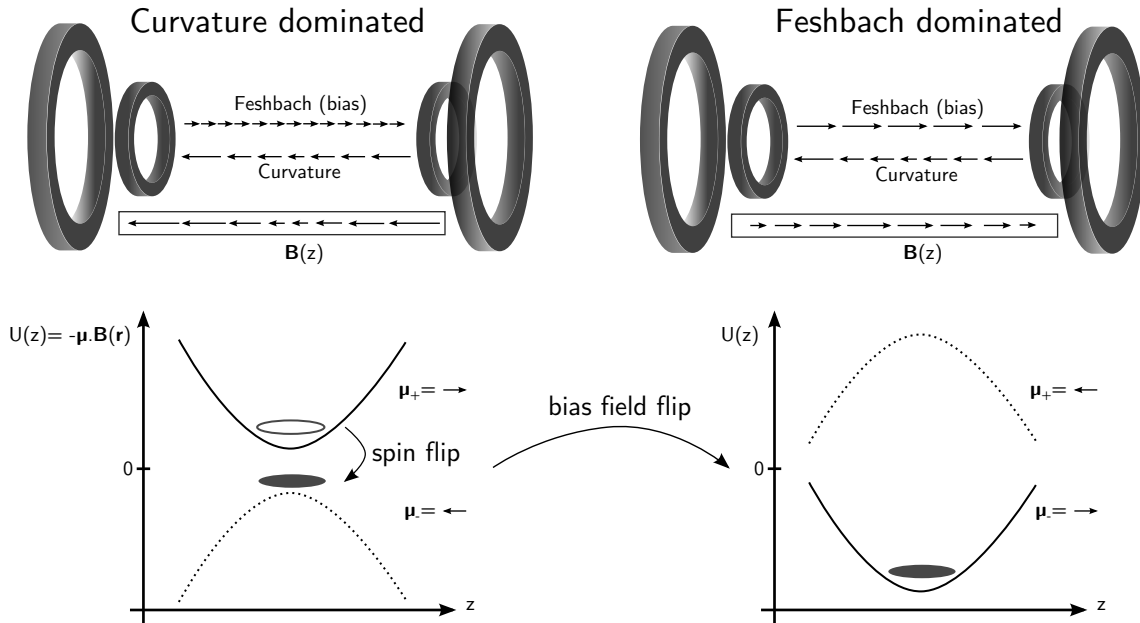 Curvature dominated
Feshbach (bias)
Curvature
B(z)
Feshbach dominated
Feshbach (bias)
Curvature
B(z)
U(z)= -μ.B(r)
μ₊=
spin flip
0
μ₋=
z
bias field flip
U(z)
μ₊=
0
μ₋=
z